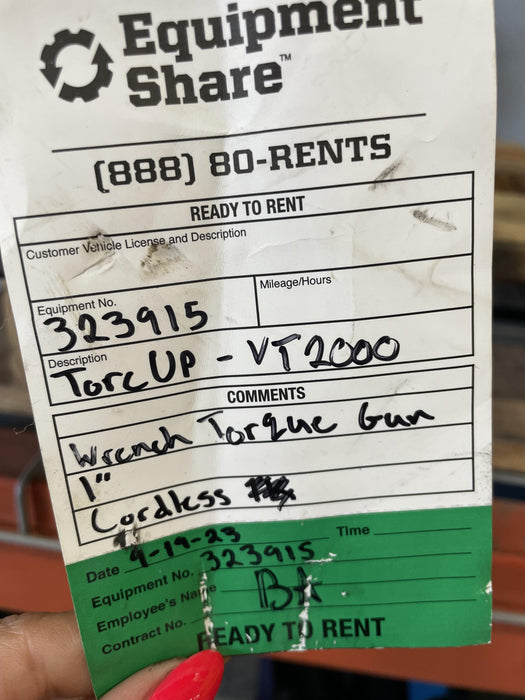 Equipment
Share™
(888) 80-RENTS
READY TO RENT
Customer Vehicle License and Description
Equipment No.
Mileage/Hours
323915
Description
TorcUP - VT2000
COMMENTS
Wrench Torque Gun
1"
Cordless
Date 9-19-23 Time
Equipment No. 323915
Employee's Name BA
Contract No.
READY TO RENT